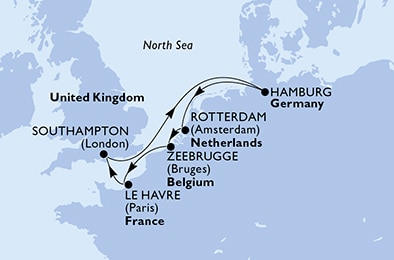 North Sea
HAMBURG
Germany
United Kingdom
ROTTERDAM
(Amsterdam)
Netherlands
SOUTHAMPTON
(London)
ZEEBRUGGE
(Bruges)
Belgium
LE HAVRE
(Paris)
France